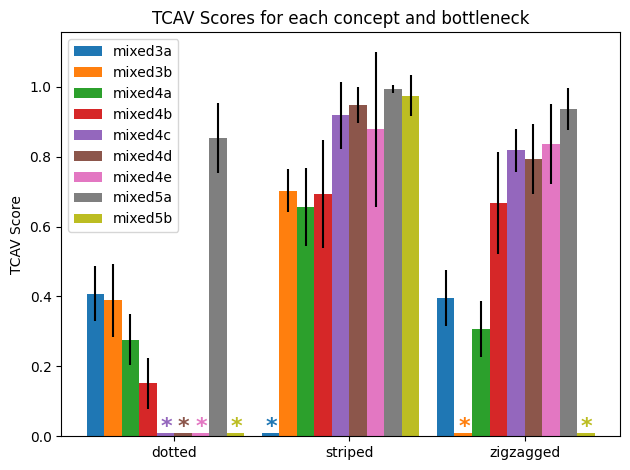 TCAV Scores for each concept and bottleneck
mixed3a
mixed3b
mixed4a
mixed4b
mixed4c
mixed4d
mixed4e
mixed5a
mixed5b
TCAV Score
1.0
0.8
0.6
0.4
0.2
0.0
* * * * * * *
dotted striped zigzagged